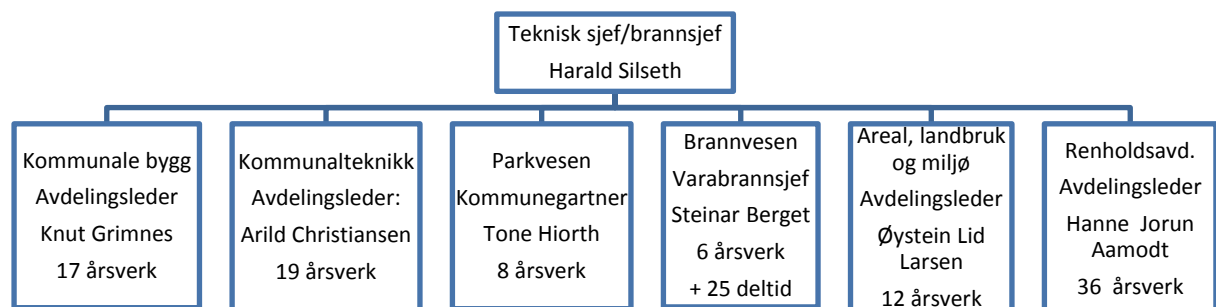 Teknisk sjef/brannsjef
Harald Silseth
Kommunale bygg
Avdelingsleder
Knut Grimnes
17 årsverk
Kommunalteknikk
Avdelingsleder:
Arild Christiansen
19 årsverk
Parkvesen
Kommunegartner
Tone Hiorth
8 årsverk
Brannvesen
Varabrannsjef
Steinar Berget
6 årsverk
+ 25 deltid
Areal, landbruk
og miljø
Avdelingsleder
Øystein Lid
Larsen
12 årsverk
Renholdsavd.
Avdelingsleder
Hanne Jorun
Aamodt
36 årsverk